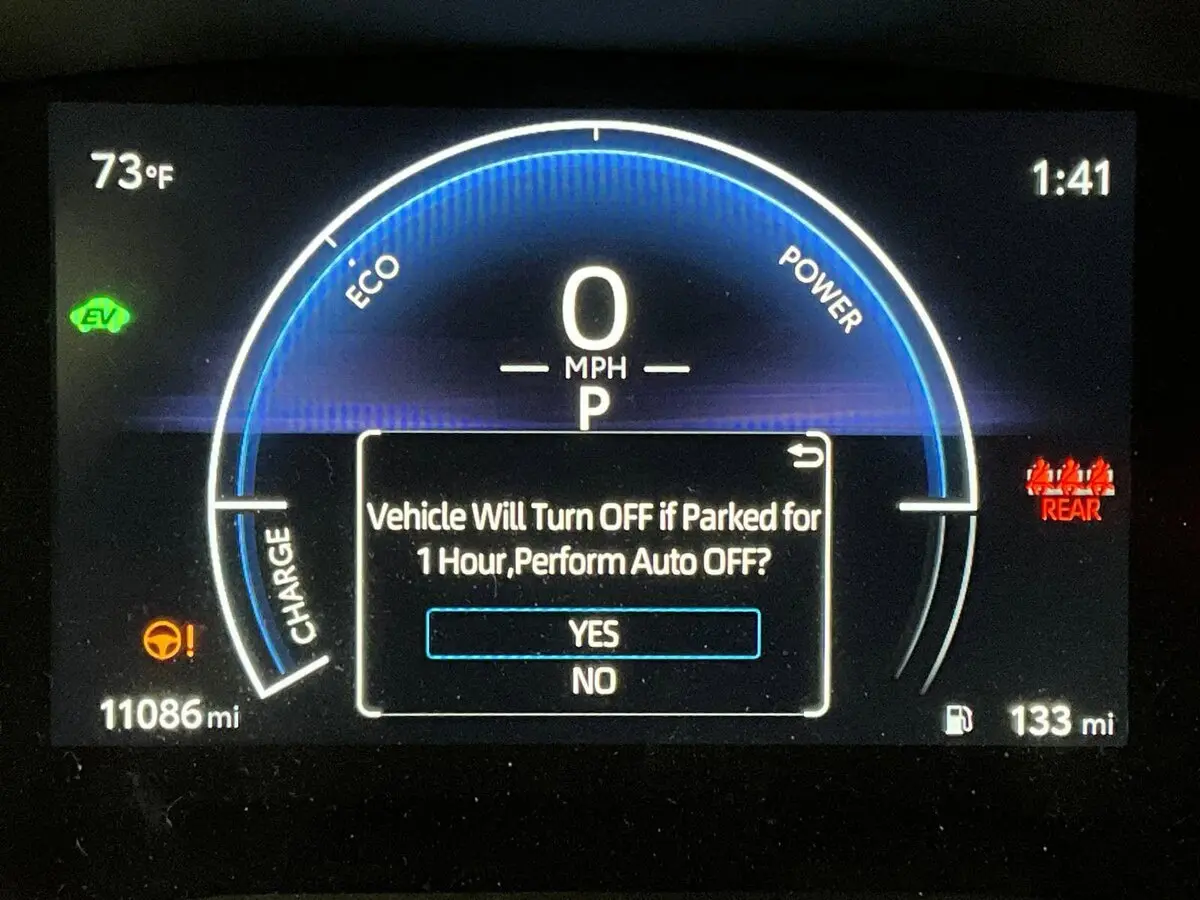 73°F
1:41
ECO
POWER
EV
0
MPH
P
REAR
Vehicle Will Turn OFF if Parked for
1 Hour,Perform Auto OFF?
YES
NO
CHARGE
!
11086 mi
133 mi